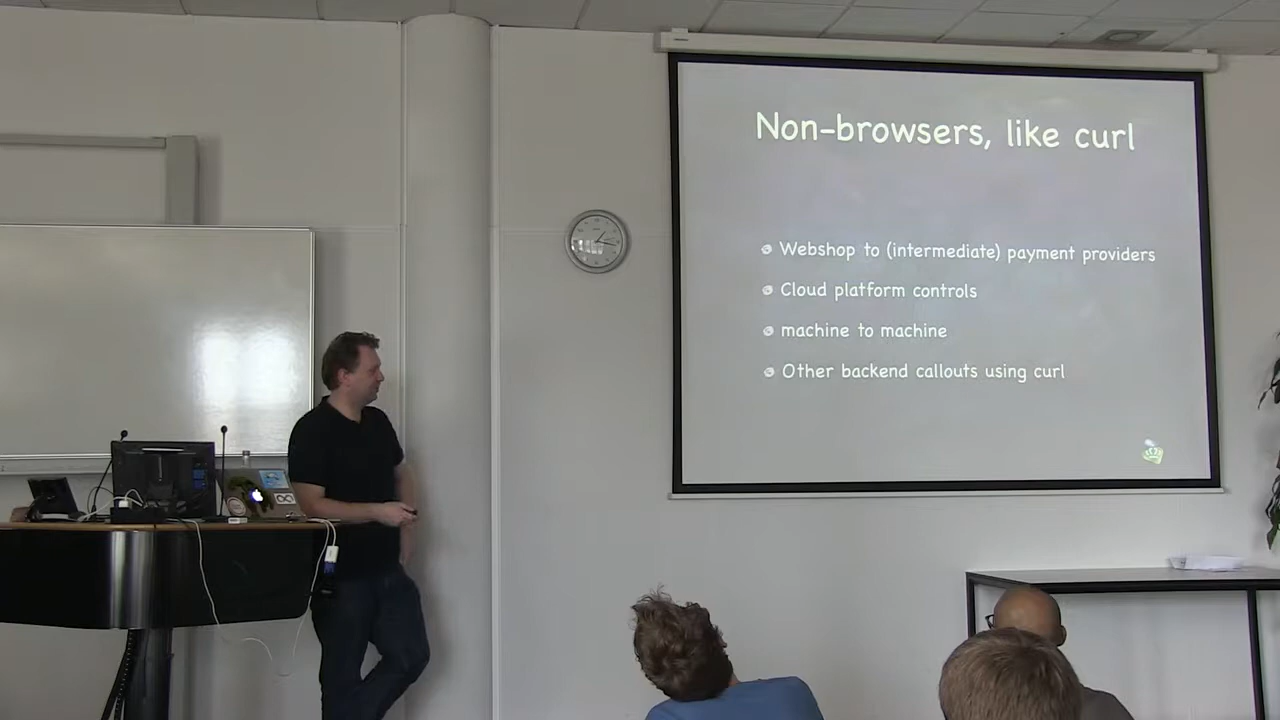 Non-browsers, like curl
Webshop to (intermediate) payment providers
Cloud platform controls
machine to machine
Other backend callouts using curl